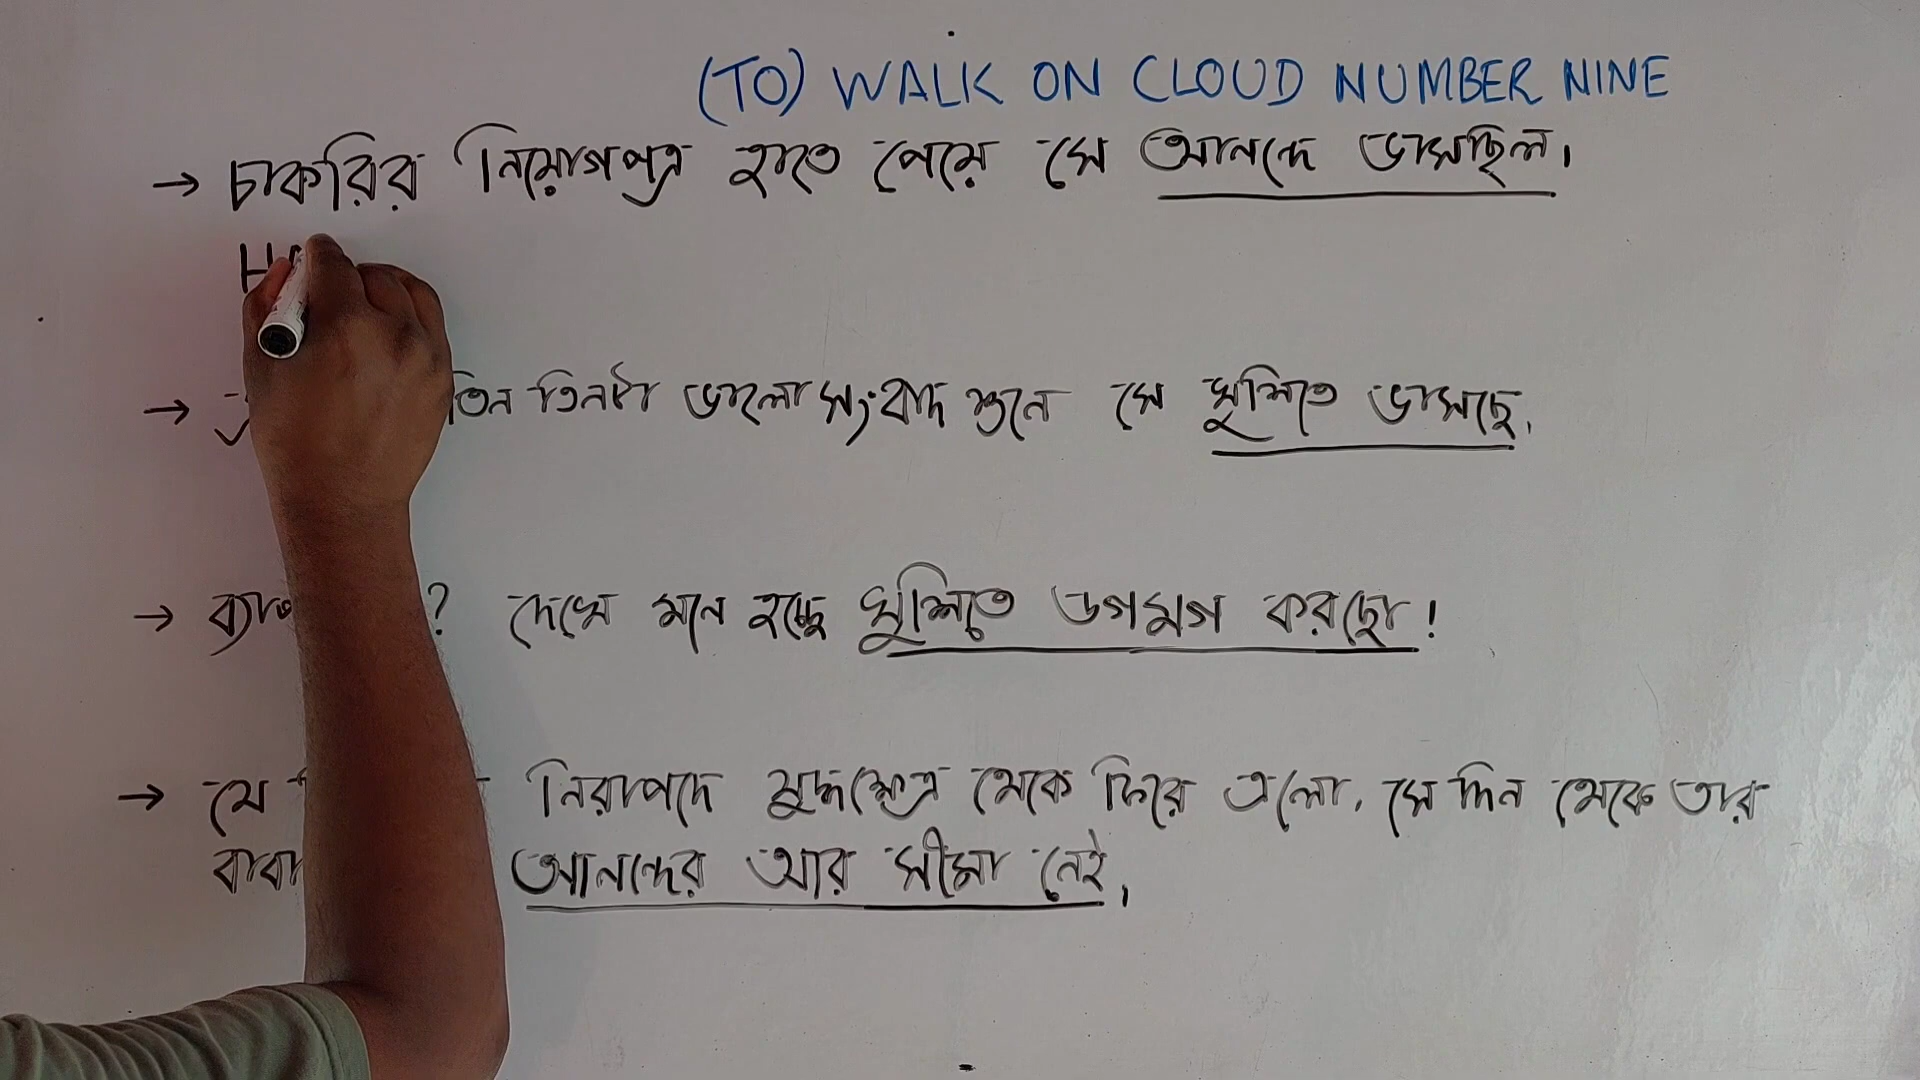 (TO) WALK ON CLOUD NUMBER NINE
→ চাকরির নিয়োগপত্র হাতে পেয়ে সে আনন্দে ভাসছিল।
H
→ তিন তিনটা ভালো সংবাদ শুনে সে খুশিতে ভাসছে।
→ ? দেখে মনে হচ্ছে খুশিতে ডগমগ করছো!
→ যে নিরাপদে যুদ্ধক্ষেত্র থেকে ফিরে এলো, সে দিন থেকে তার
বাবা আনন্দের আর সীমা নেই।